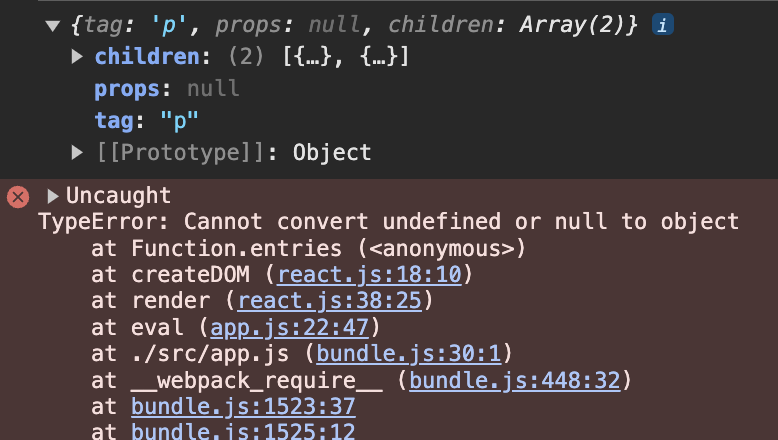 {tag: 'p', props: null, children: Array(2)} i
children: (2) [{…}, {…}]
props: null
tag: "p"
[[Prototype]]: Object
Uncaught
TypeError: Cannot convert undefined or null to object
at Function.entries (<anonymous>)
at createDOM (react.js:18:10)
at render (react.js:38:25)
at eval (app.js:22:47)
at ./src/app.js (bundle.js:30:1)
at __webpack_require__ (bundle.js:448:32)
at bundle.js:1523:37
at bundle.js:1525:12